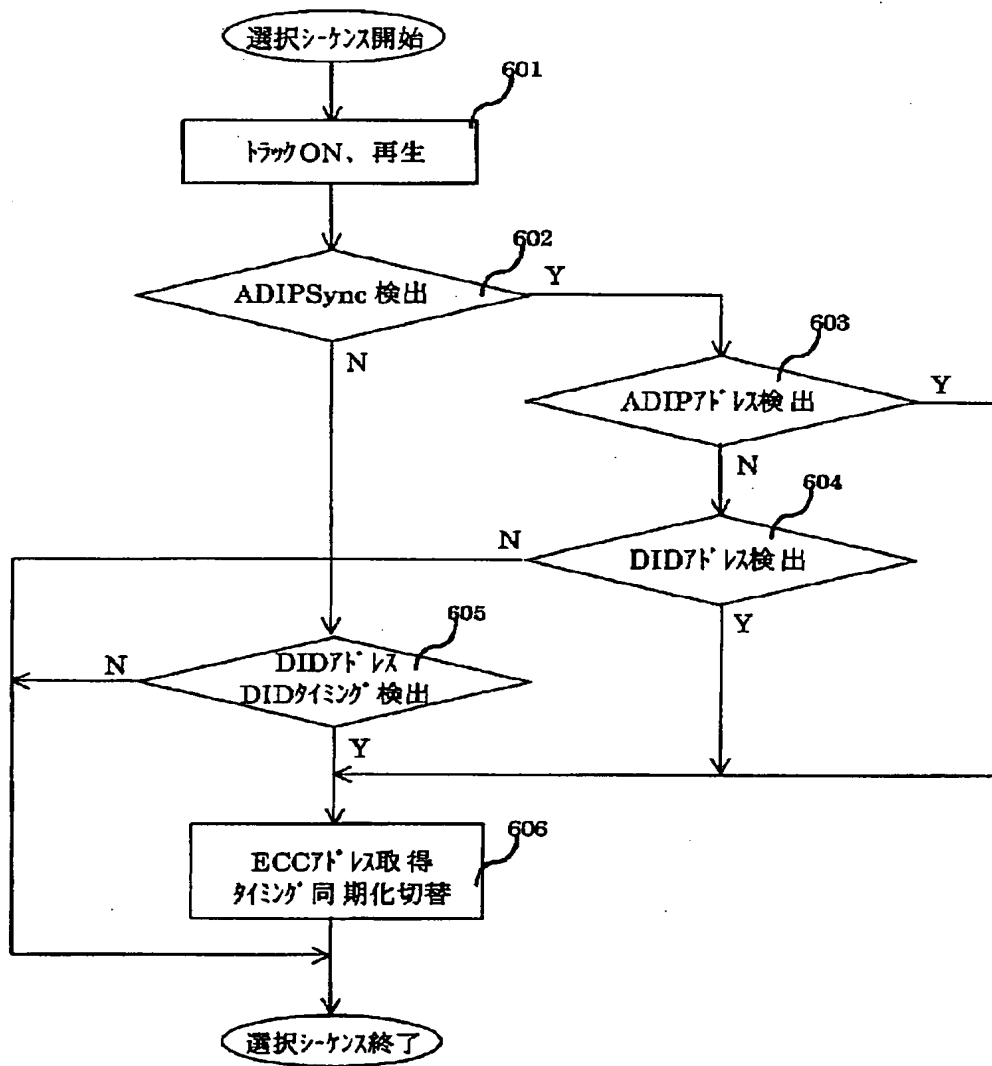 選択シーケンス開始
601
トラックON、再生
602
ADIPSync 検出
Y
N
603
ADIPアドレス検出
Y
N
604
DIDアドレス検出
N
Y
605
DIDアドレス
DIDタイミング検出
N
Y
606
ECCアドレス取得
タイミング同期化切替
選択シーケンス終了